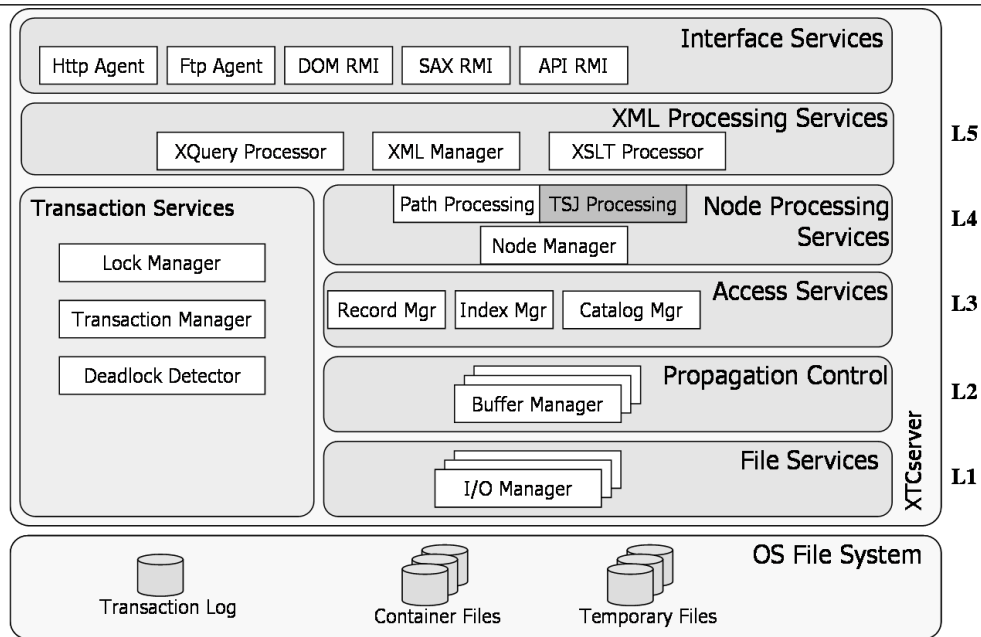 Interface Services
Http Agent
Ftp Agent
DOM RMI
SAX RMI
API RMI
XML Processing Services
L5
XQuery Processor
XML Manager
XSLT Processor
Transaction Services
Lock Manager
Transaction Manager
Deadlock Detector
Path Processing
TSJ Processing
Node Processing
Services
L4
Node Manager
Access Services
L3
Record Mgr
Index Mgr
Catalog Mgr
Propagation Control
L2
Buffer Manager
File Services
L1
I/O Manager
XTCserver
OS File System
Transaction Log
Container Files
Temporary Files